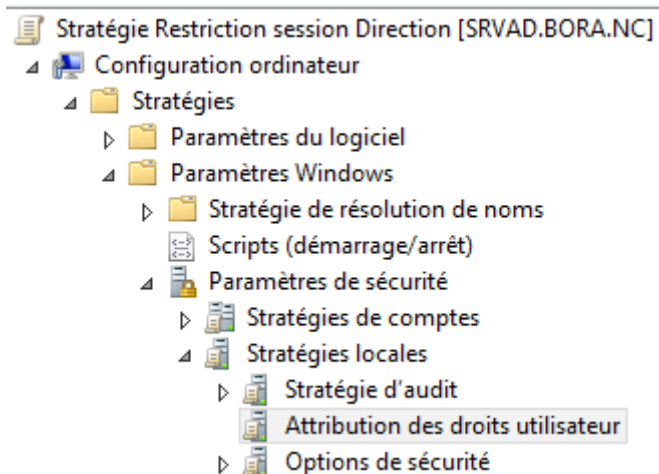 Stratégie Restriction session Direction [SRVAD.BORA.NC]
Configuration ordinateur
Stratégies
Paramètres du logiciel
Paramètres Windows
Stratégie de résolution de noms
Scripts (démarrage/arrêt)
Paramètres de sécurité
Stratégies de comptes
Stratégies locales
Stratégie d'audit
Attribution des droits utilisateur
Options de sécurité